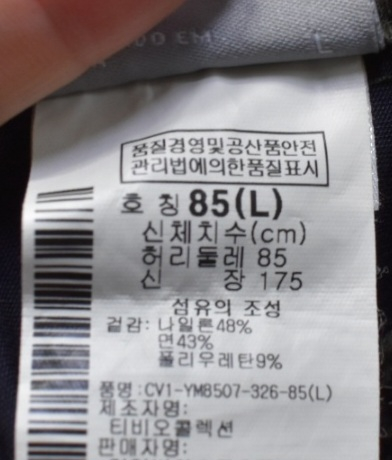 L
품질경영및공산품안전
관리법에의한품질표시
호 칭 85(L)
신체치수(cm)
허리둘레 85
신 장 175
섬유의 조성
겉감: 나일론48%
면43%
폴리우레탄9%
품명:CV1-YM8507-326-85(L)
제조자명:
티비오콜렉션
판매자명: